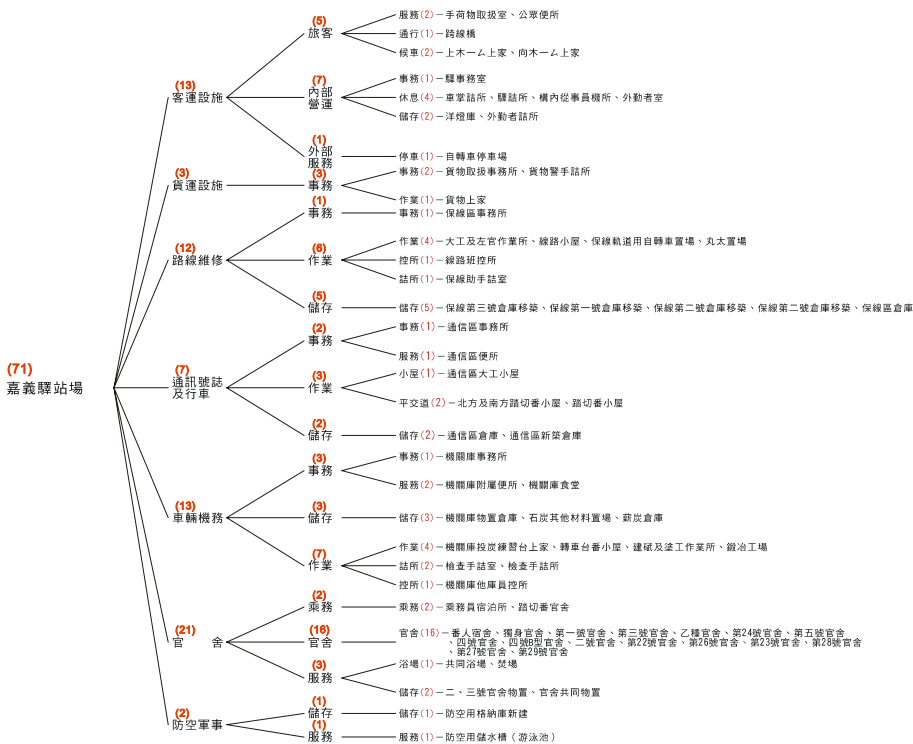 (71)
嘉義驛站場
(13)
客運設施
(5)
旅客
服務(2)－手荷物取扱室、公眾便所
通行(1)－跨線橋
候車(2)－上木一ム上家、向木一ム上家
(7)
內部
營運
事務(1)－驛事務室
休息(4)－車掌詰所、驛詰所、構內從事員機所、外勤者室
儲存(2)－洋燈庫、外勤者詰所
(1)
外部
服務
停車(1)－自轉車停車場
(3)
貨運設施
(3)
事務
事務(2)－貨物取扱事務所、貨物警手詰所
作業(1)－貨物上家
(12)
路線維修
(1)
事務
事務(1)－保線區事務所
(6)
作業
作業(4)－大工及左官作業所、線路小屋、保線軌道用自轉車置場、丸太置場
控所(1)－線路班控所
詰所(1)－保線助手詰室
(5)
儲存
儲存(5)－保線第三號倉庫移築、保線第一號倉庫移築、保線第二號倉庫移築、保線第二號倉庫移築、保線區倉庫
(7)
通訊號誌
及行車
(2)
事務
事務(1)－通信區事務所
服務(1)－通信區便所
(3)
作業
小屋(1)－通信區大工小屋
平交道(2)－北方及南方踏切番小屋、踏切番小屋
(2)
儲存
儲存(2)－通信區倉庫、通信區新築倉庫
(13)
車輛機務
(3)
事務
事務(1)－機關庫事務所
服務(2)－機關庫附屬便所、機關庫食堂
(3)
儲存
儲存(3)－機關庫物置倉庫、石炭其他材料置場、薪炭倉庫
(7)
作業
作業(4)－機關庫投炭練習台上家、轉車台番小屋、建碔及塗工作業所、鍛冶工場
詰所(2)－檢查手詰室、檢查手詰所
控所(1)－機關庫他庫員控所
(21)
官　　舍
(2)
乘務
乘務(2)－乘務員宿泊所、踏切番官舍
(16)
官舍
官舍(16)－番人宿舍、獨身官舍、第一號官舍、第三號官舍、乙種官舍、第24號官舍、第五號官舍
、四號官舍、四號B型官舍、二號官舍、第22號官舍、第26號官舍、第23號官舍、第28號官舍
、第27號官舍、第29號官舍
(3)
服務
浴場(1)－共同浴場、焚場
儲存(2)－二、三號官舍物置、官舍共同物置
(2)
防空軍事
(1)
儲存
儲存(1)－防空用格納庫新建
(1)
服務
服務(1)－防空用儲水槽（游泳池）